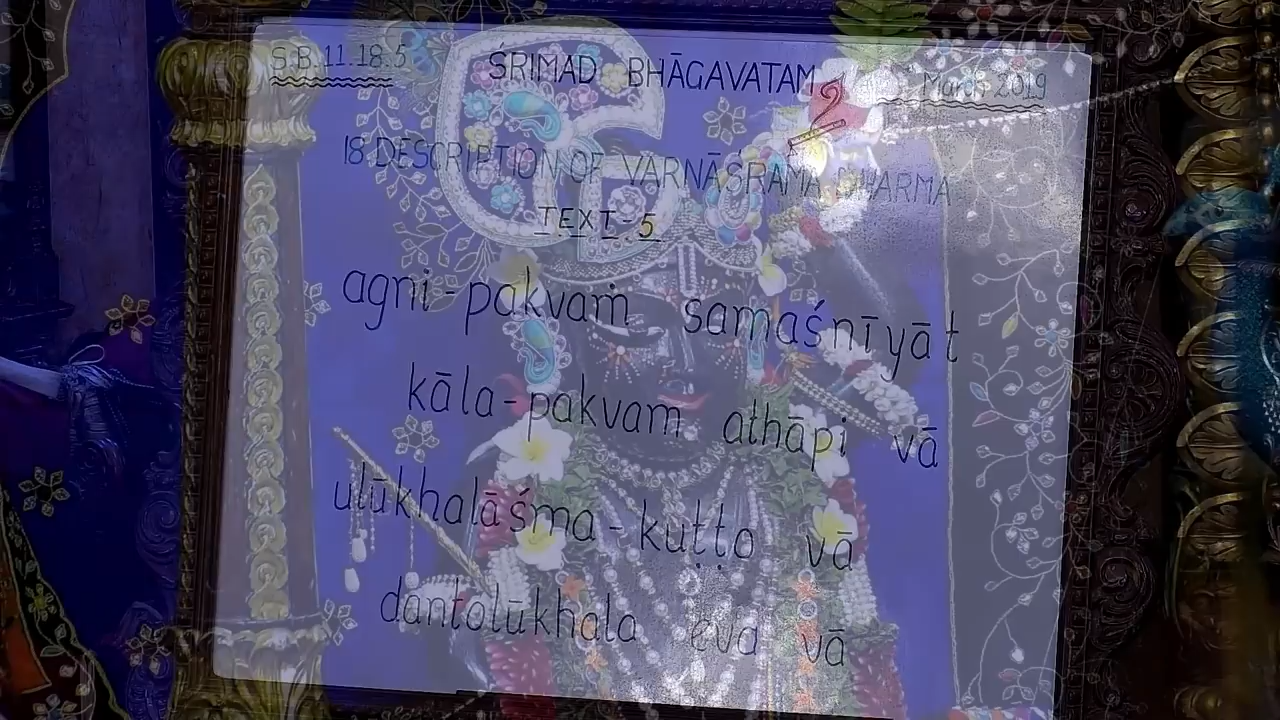 S.B. 11.18.5 ŚRIMAD BHĀGAVATAM March 2019
18 DESCRIPTION OF VARNĀŚRAMA DHARMA
TEXT-5
agni-pakvaṁ samaśnīyāt
kāla-pakvam athāpi vā
ulūkhalāśma-kuṭṭo vā
dantolūkhala eva vā